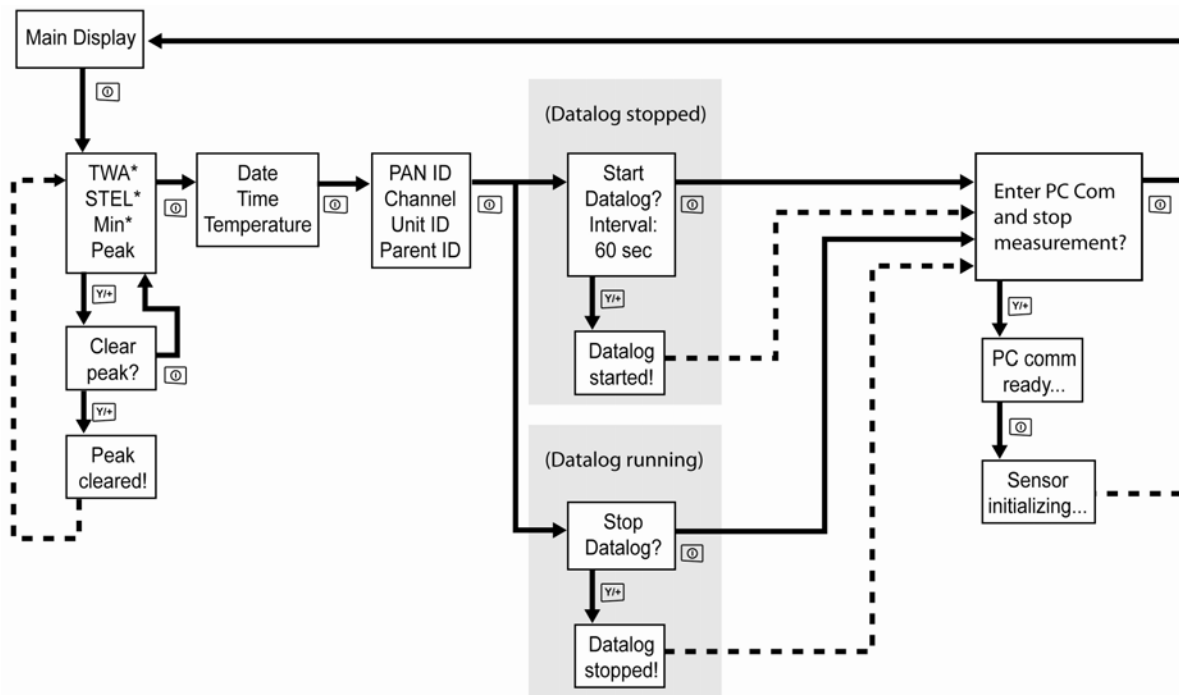 Main Display
(Datalog stopped)
TWA*
STEL*
Min*
Peak
Date
Time
Temperature
PAN ID
Channel
Unit ID
Parent ID
Start
Datalog?
Interval:
60 sec
Enter PC Com
and stop
measurement?
Y/+
Y/+
Y/+
Clear
peak?
Datalog
started!
PC comm
ready...
Y/+
Peak
cleared!
(Datalog running)
Sensor
initializing...
Stop
Datalog?
Y/+
Datalog
stopped!